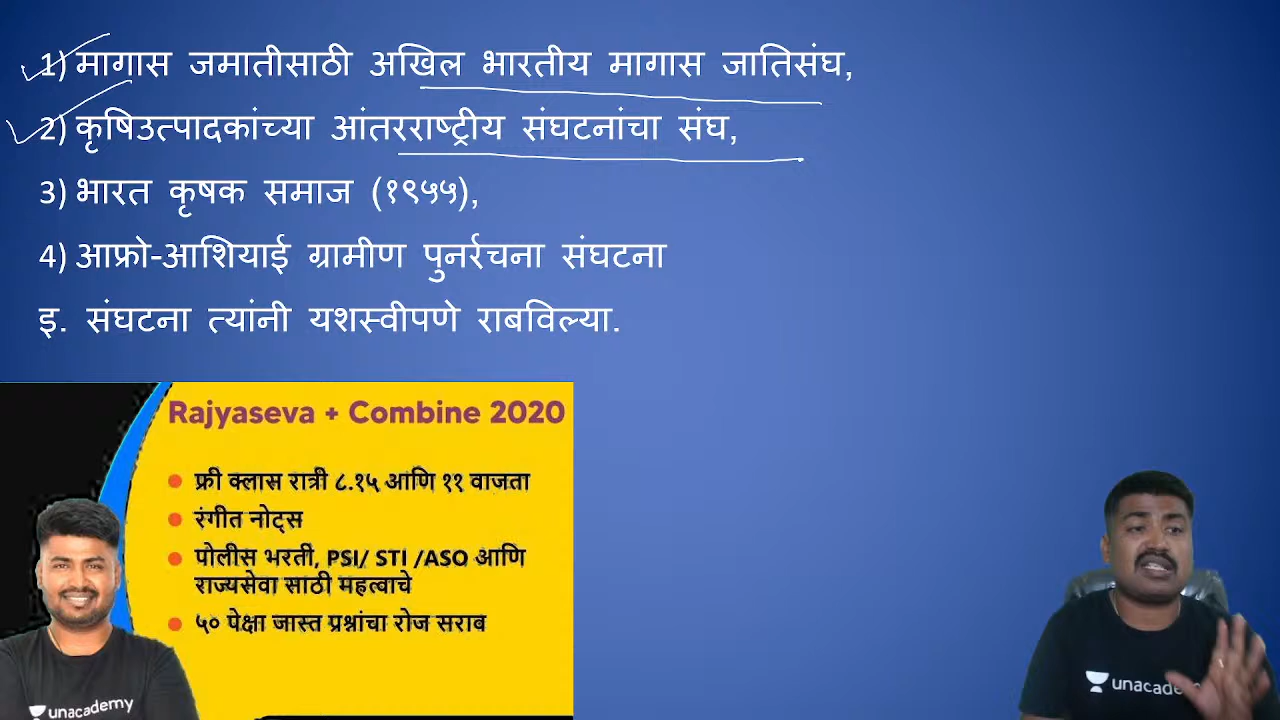 1) मागास जमातीसाठी अखिल भारतीय मागास जातिसंघ,
2) कृषिउत्पादकांच्या आंतरराष्ट्रीय संघटनांचा संघ,
3) भारत कृषक समाज (१९५५),
4) आफ्रो-आशियाई ग्रामीण पुनर्रचना संघटना
इ. संघटना त्यांनी यशस्वीपणे राबविल्या.
Rajyaseva + Combine 2020
फ्री क्लास रात्री ८.१५ आणि ११ वाजता
रंगीत नोट्स
पोलीस भरती, PSI/ STI /ASO आणि
राज्यसेवा साठी महत्वाचे
५० पेक्षा जास्त प्रश्नांचा रोज सराव
unacademy
unacade